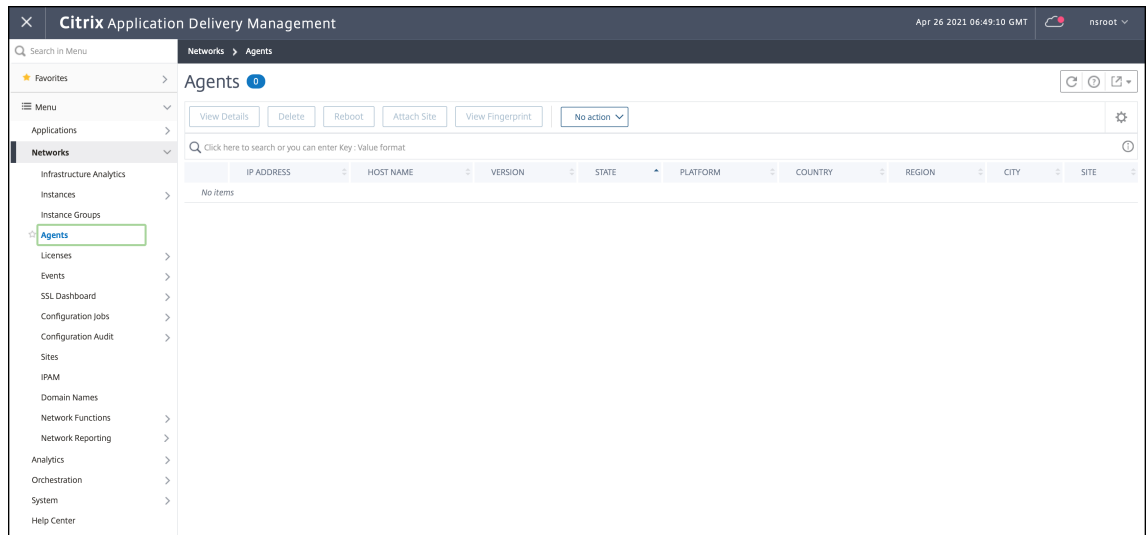 Citrix Application Delivery Management
Apr 26 2021 06:49:10 GMT
nsroot
Search in Menu
Networks > Agents
Favorites
Agents 0
Menu
View Details Delete Reboot Attach Site View Fingerprint No action
Applications
Networks
Click here to search or you can enter Key : Value format
Infrastructure Analytics
IP ADDRESS HOST NAME VERSION STATE PLATFORM COUNTRY REGION CITY SITE
Instances
No items
Instance Groups
Agents
Licenses
Events
SSL Dashboard
Configuration Jobs
Configuration Audit
Sites
IPAM
Domain Names
Network Functions
Network Reporting
Analytics
Orchestration
System
Help Center